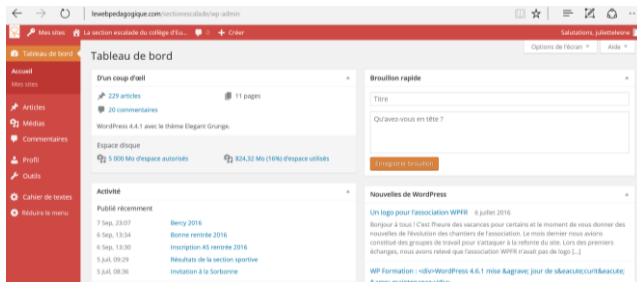 lewebpedagogique.com/sectionescalade/wp-admin
Mes sites La section escalade du collège d'Eu... 0 + Créer Salutations, julietteleone
Options de l'écran Aide
Tableau de bord
Accueil
Mes sites
Articles
Médias
Commentaires
Profil
Outils
Cahier de textes
Réduire le menu
Tableau de bord
D'un coup d'œil
229 articles 11 pages
20 commentaires
WordPress 4.4.1 avec le thème Elegant Grunge.
Espace disque
5 000 Mo d'espace autorisés 824,32 Mo (16%) d'espace utilisés
Activité
Publié récemment
7 Sep, 23:07 Bercy 2016
6 Sep, 13:34 Bonne rentrée 2016
6 Sep, 13:30 Inscription AS rentrée 2016
5 Juil, 09:29 Résultats de la section sportive
5 Juil, 08:36 Invitation à la Sorbonne
Brouillon rapide
Titre
Qu'avez-vous en tête ?
Enregistrer brouillon
Nouvelles de WordPress
Un logo pour l'association WPFR 6 juillet 2016
Bonjour à tous ! C'est l'heure des vacances pour certains et le moment de vous donner des
nouvelles de l'évolution des chantiers de l'association. Le mois dernier nous avions
constitué des groupes de travail pour s'attaquer à la refonte du site. Lors des premiers
échanges, nous avons relevé que l'association WPFR n'avait pas de logo [...]
WP Formation : <div>WordPress 4.6.1 mise &agrave; jour de s&eacute;curit&eacute;